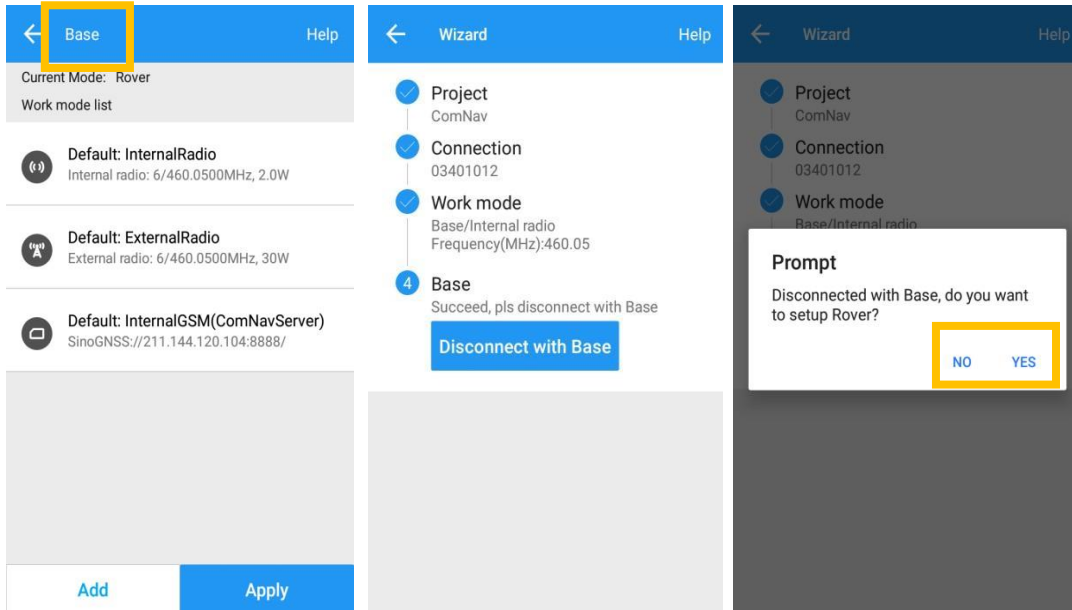 Base
Help
Current Mode: Rover
Work mode list
Default: InternalRadio
Internal radio: 6/460.0500MHz, 2.0W
Default: ExternalRadio
External radio: 6/460.0500MHz, 30W
Default: InternalGSM(ComNavServer)
SinoGNSS://211.144.120.104:8888/
Add
Apply
Wizard
Help
Project
ComNav
Connection
03401012
Work mode
Base/Internal radio
Frequency(MHz):460.05
4
Base
Succeed, pls disconnect with Base
Disconnect with Base
Wizard
Help
Project
ComNav
Connection
03401012
Work mode
Base/Internal radio
Prompt
Disconnected with Base, do you want
to setup Rover?
NO
YES